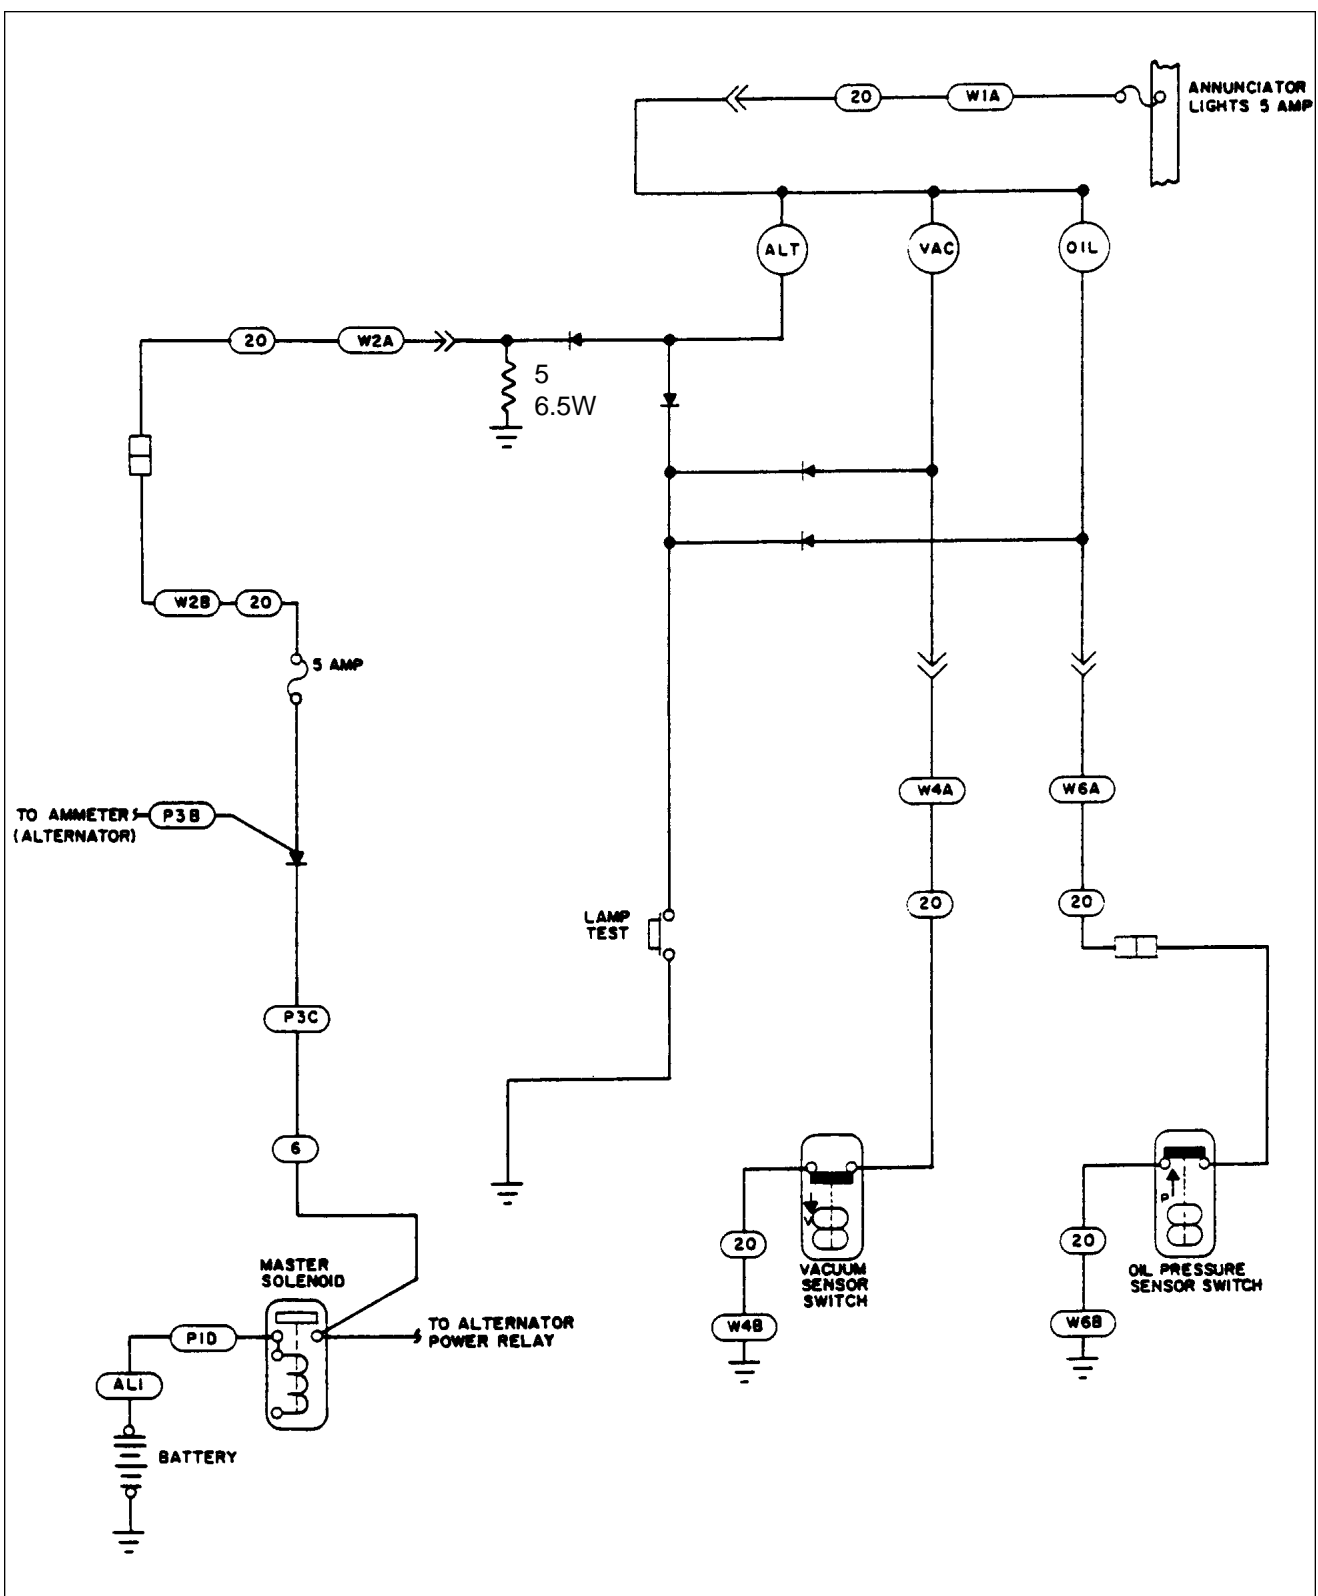 ANNUNCIATOR
LIGHTS 5 AMP
20
W1A
ALT
VAC
OIL
20
W2A
5
6.5W
W2B
20
5 AMP
TO AMMETER
(ALTERNATOR)
P3B
W4A
W6A
20
20
LAMP
TEST
P3C
6
V
P
20
20
MASTER
SOLENOID
VACUUM
SENSOR
SWITCH
OIL PRESSURE
SENSOR SWITCH
W4B
W6B
TO ALTERNATOR
POWER RELAY
P1D
AL1
BATTERY